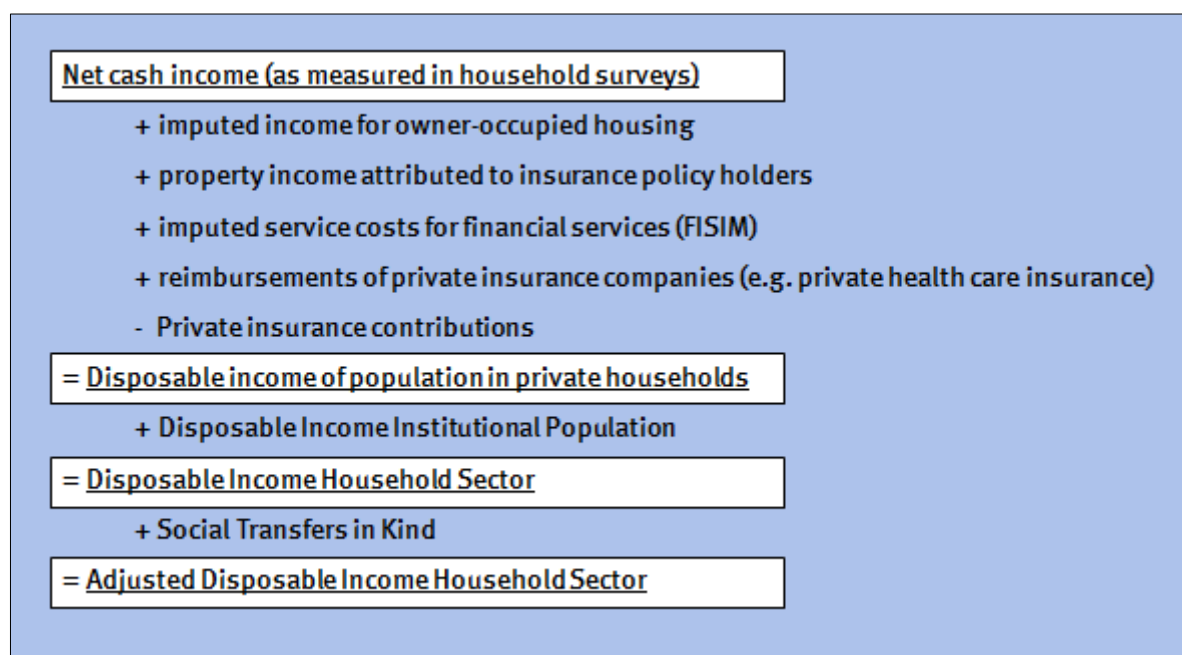 Net cash income (as measured in household surveys)
+ imputed income for owner-occupied housing
+ property income attributed to insurance policy holders
+ imputed service costs for financial services (FISIM)
+ reimbursements of private insurance companies (e.g. private health care insurance)
- Private insurance contributions
= Disposable income of population in private households
+ Disposable Income Institutional Population
= Disposable Income Household Sector
+ Social Transfers in Kind
= Adjusted Disposable Income Household Sector